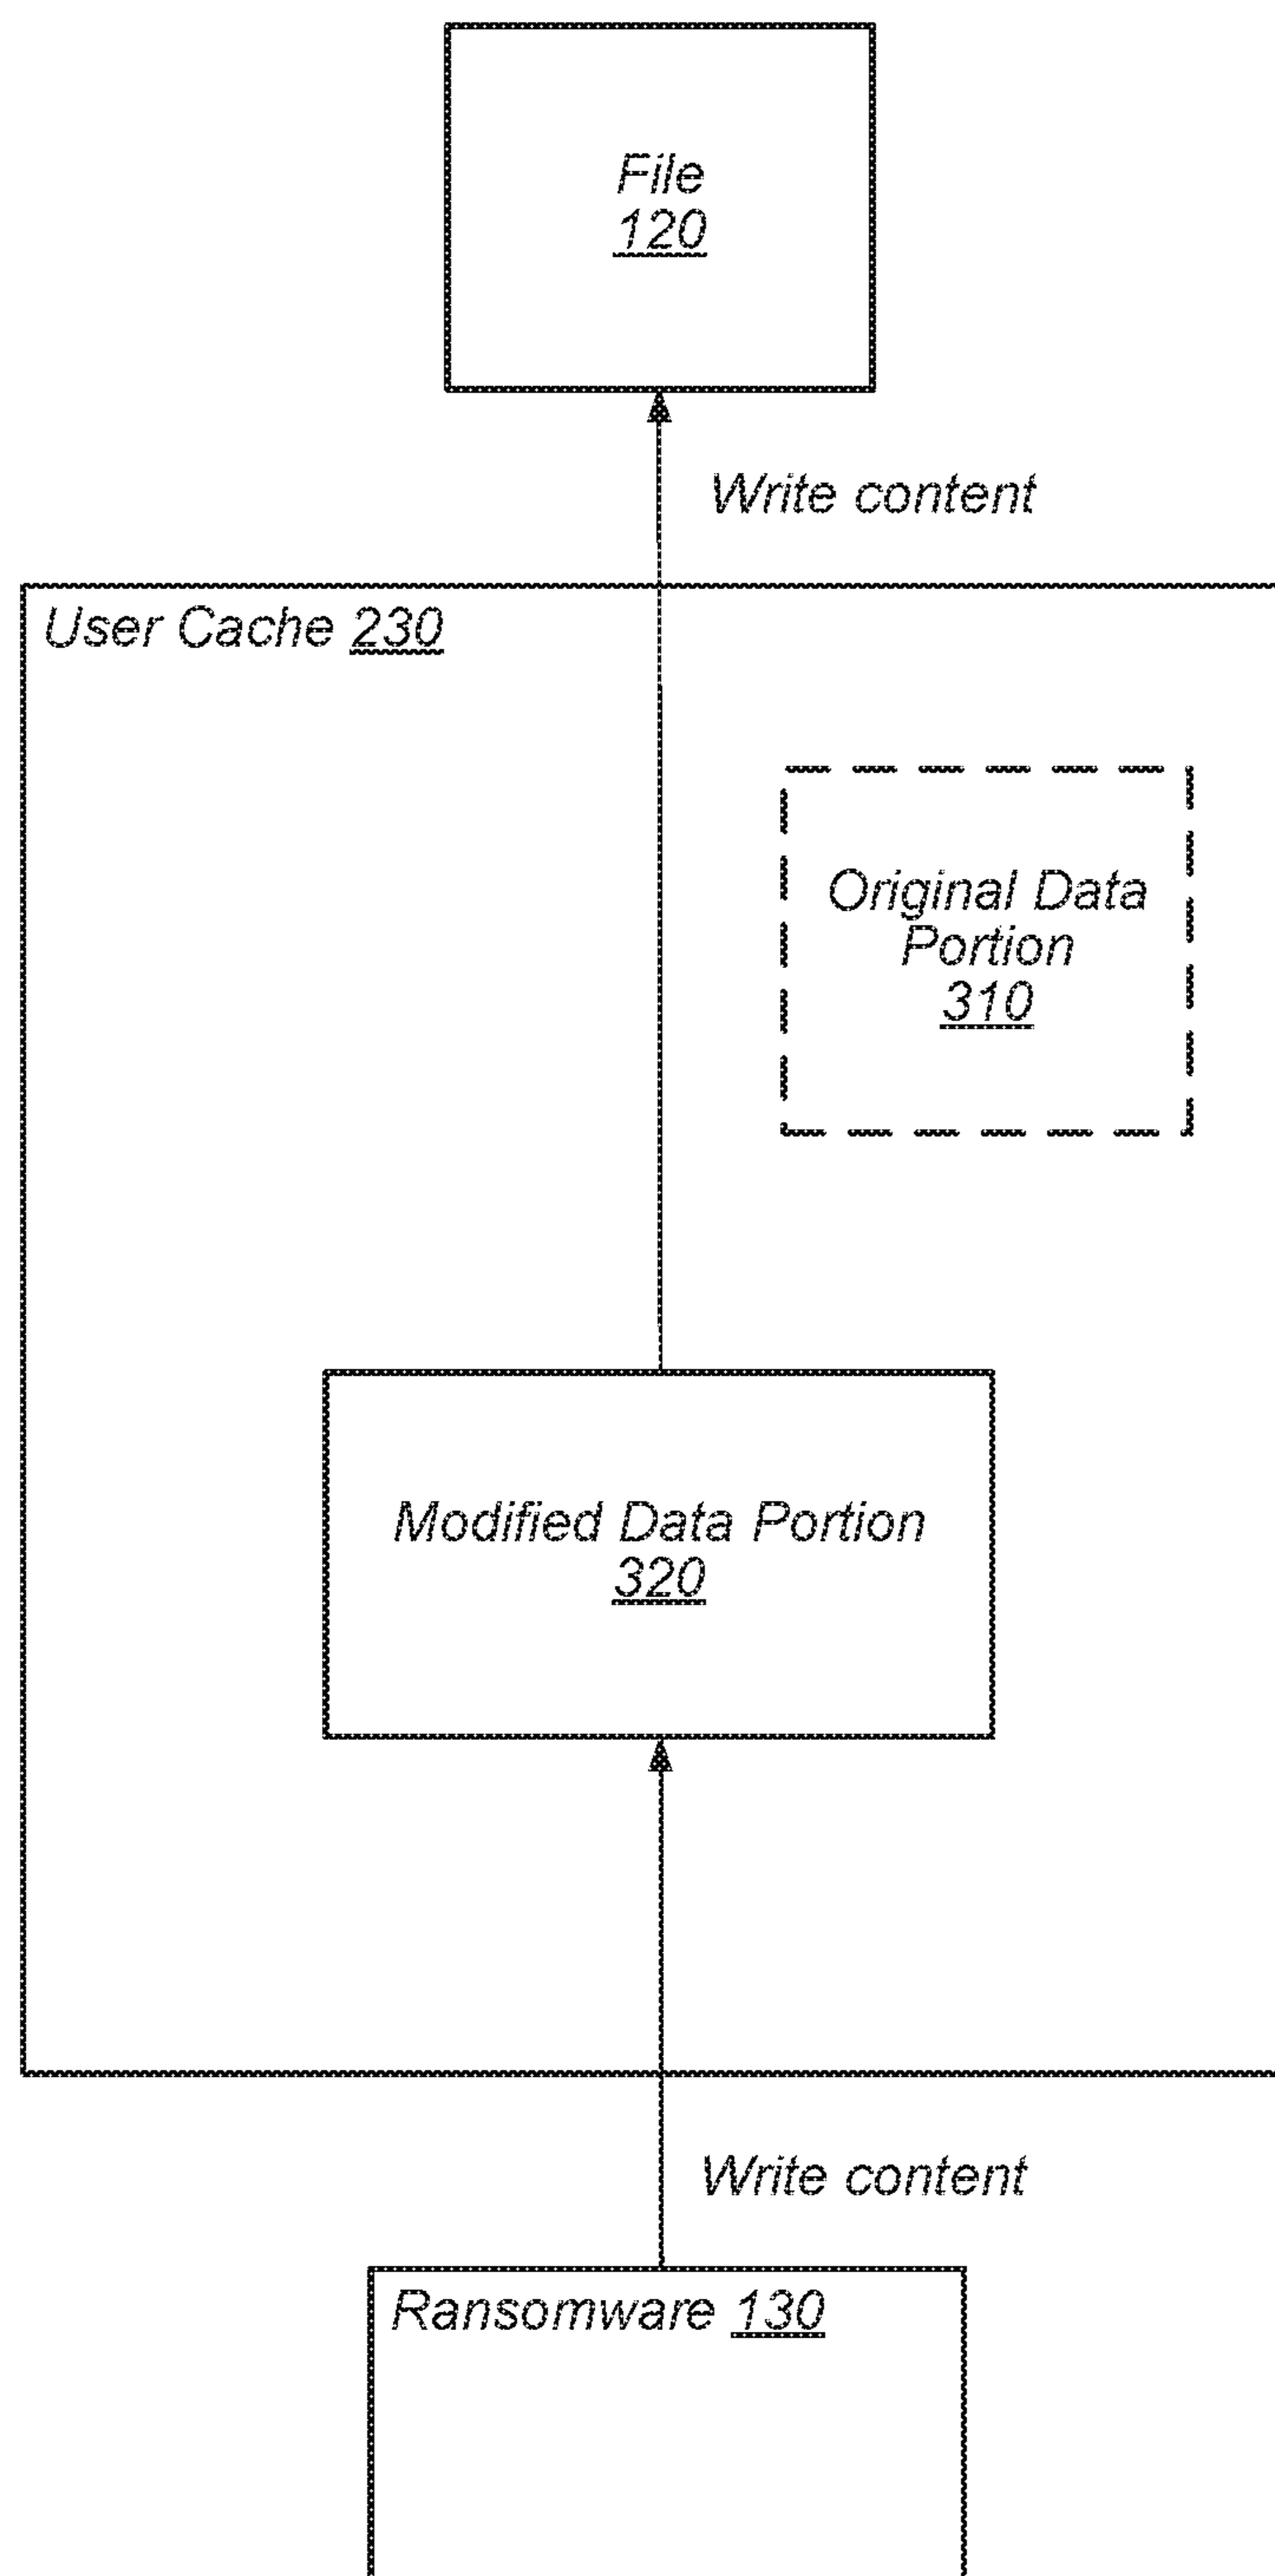 File
120
Write content
User Cache 230
Original Data
Portion
310
Modified Data Portion
320
Write content
Ransomware 130